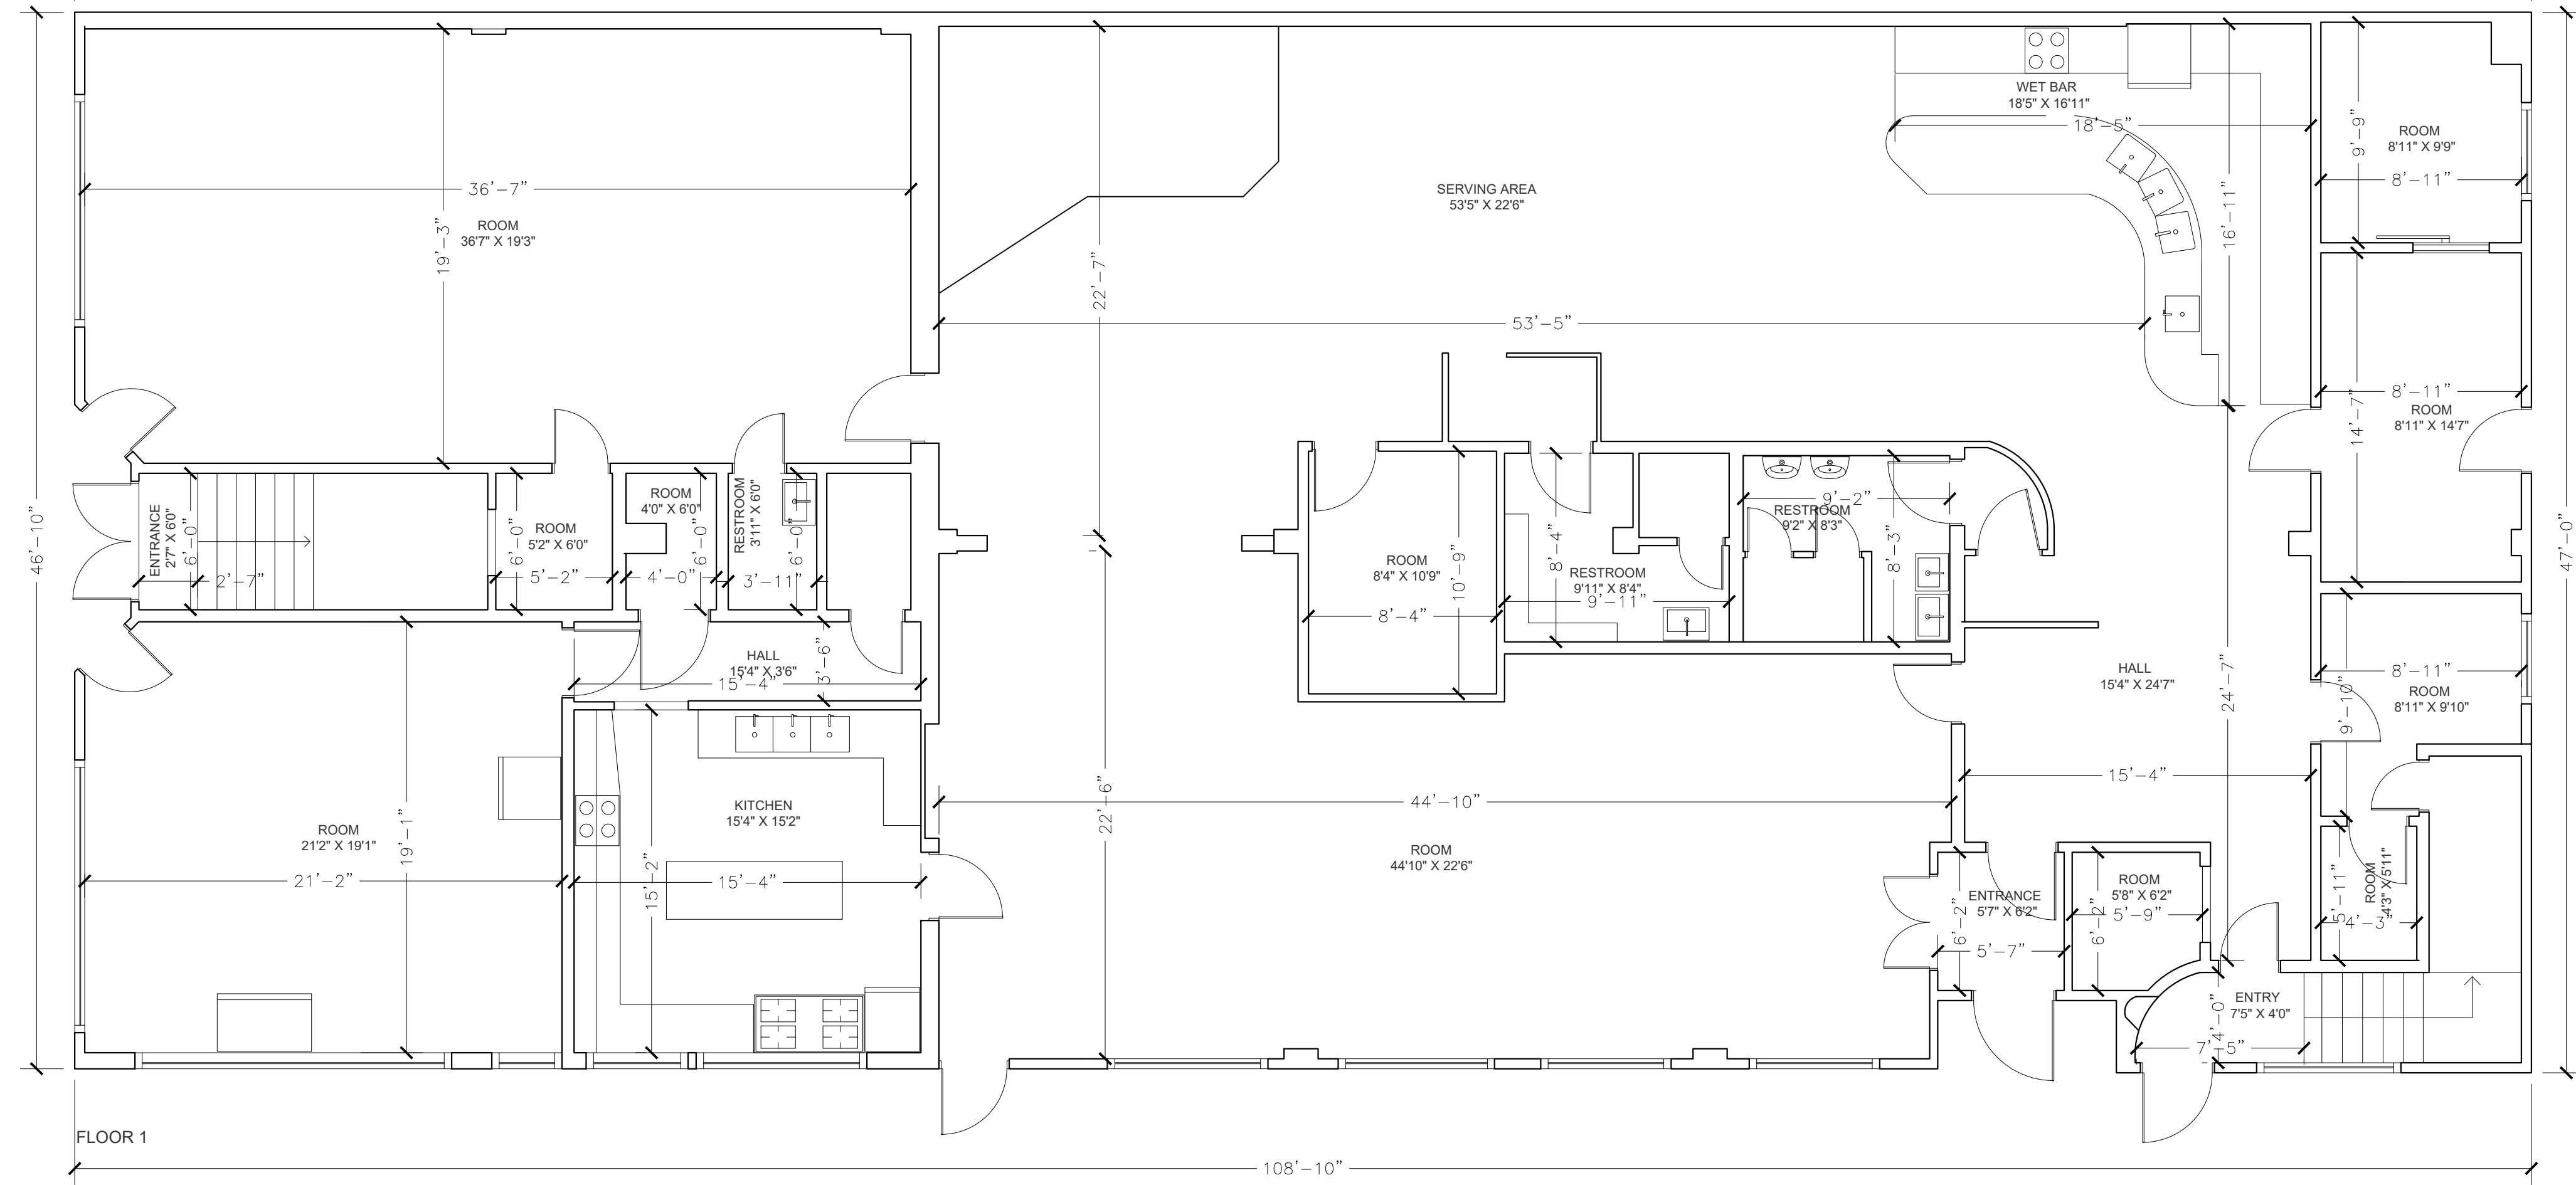 36'-7"
ROOM
36'7" X 19'3"
19'-3"
22'-7"
SERVING AREA
53'5" X 22'6"
53'-5"
WET BAR
18'5" X 16'11"
18'-5"
16'-11"
9'-9"
ROOM
8'11" X 9'9"
8'-11"
14'-7"
8'-11"
ROOM
8'11" X 14'7"
46'-10"
47'-0"
ENTRANCE
2'7" X 6'0"
6'-0"
2'-7"
6'-0"
ROOM
5'2" X 6'0"
5'-2"
ROOM
4'0" X 6'0"
6'-0"
4'-0"
RESTROOM
3'11" X 6'0"
6'-0"
3'-11"
HALL
15'4" X 3'6"
15'-4"
3'-6"
ROOM
8'4" X 10'9"
10'-9"
8'-4"
8'-4"
RESTROOM
9'11" X 8'4"
9'-11"
9'-2"
RESTROOM
9'2" X 8'3"
8'-3"
HALL
15'4" X 24'7"
24'-7"
15'-4"
8'-11"
ROOM
8'11" X 9'10"
9'-10"
ROOM
21'2" X 19'1"
19'-1"
21'-2"
KITCHEN
15'4" X 15'2"
15'-2"
15'-4"
22'-6"
44'-10"
ROOM
44'10" X 22'6"
ENTRANCE
5'7" X 6'2"
6'-2"
5'-7"
ROOM
5'8" X 6'2"
6'-2"
5'-9"
ROOM
4'3" X 5'11"
5'-11"
4'-3"
ENTRY
7'5" X 4'0"
4'-0"
7'-5"
FLOOR 1
108'-10"